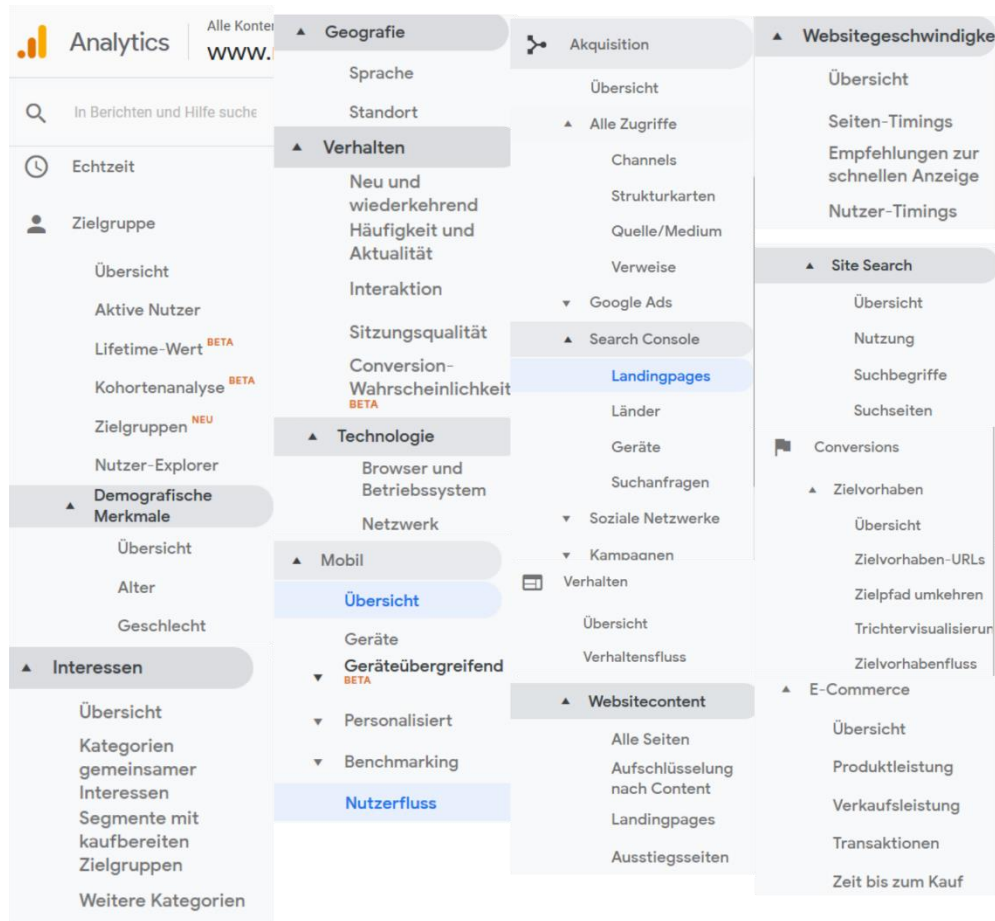 Analytics
Alle Konten
www.
In Berichten und Hilfe suche
Echtzeit
Zielgruppe
Übersicht
Aktive Nutzer
Lifetime-Wert BETA
Kohortenanalyse BETA
Zielgruppen NEU
Nutzer-Explorer
Demografische
Merkmale
Übersicht
Alter
Geschlecht
Interessen
Übersicht
Kategorien
gemeinsamer
Interessen
Segmente mit
kaufbereiten
Zielgruppen
Weitere Kategorien
Geografie
Sprache
Standort
Verhalten
Neu und
wiederkehrend
Häufigkeit und
Aktualität
Interaktion
Sitzungsqualität
Conversion-
Wahrscheinlichkeit
BETA
Technologie
Browser und
Betriebssystem
Netzwerk
Mobil
Übersicht
Geräte
Geräteübergreifend
BETA
Personalisiert
Benchmarking
Nutzerfluss
Akquisition
Übersicht
Alle Zugriffe
Channels
Strukturkarten
Quelle/Medium
Verweise
Google Ads
Search Console
Landingpages
Länder
Geräte
Suchanfragen
Soziale Netzwerke
Kampagnen
Verhalten
Übersicht
Verhaltensfluss
Websitecontent
Alle Seiten
Aufschlüsselung
nach Content
Landingpages
Ausstiegsseiten
Websitegeschwindigke
Übersicht
Seiten-Timings
Empfehlungen zur
schnellen Anzeige
Nutzer-Timings
Site Search
Übersicht
Nutzung
Suchbegriffe
Suchseiten
Conversions
Zielvorhaben
Übersicht
Zielvorhaben-URLs
Zielpfad umkehren
Trichtervisualisierun
Zielvorhabenfluss
E-Commerce
Übersicht
Produktleistung
Verkaufsleistung
Transaktionen
Zeit bis zum Kauf